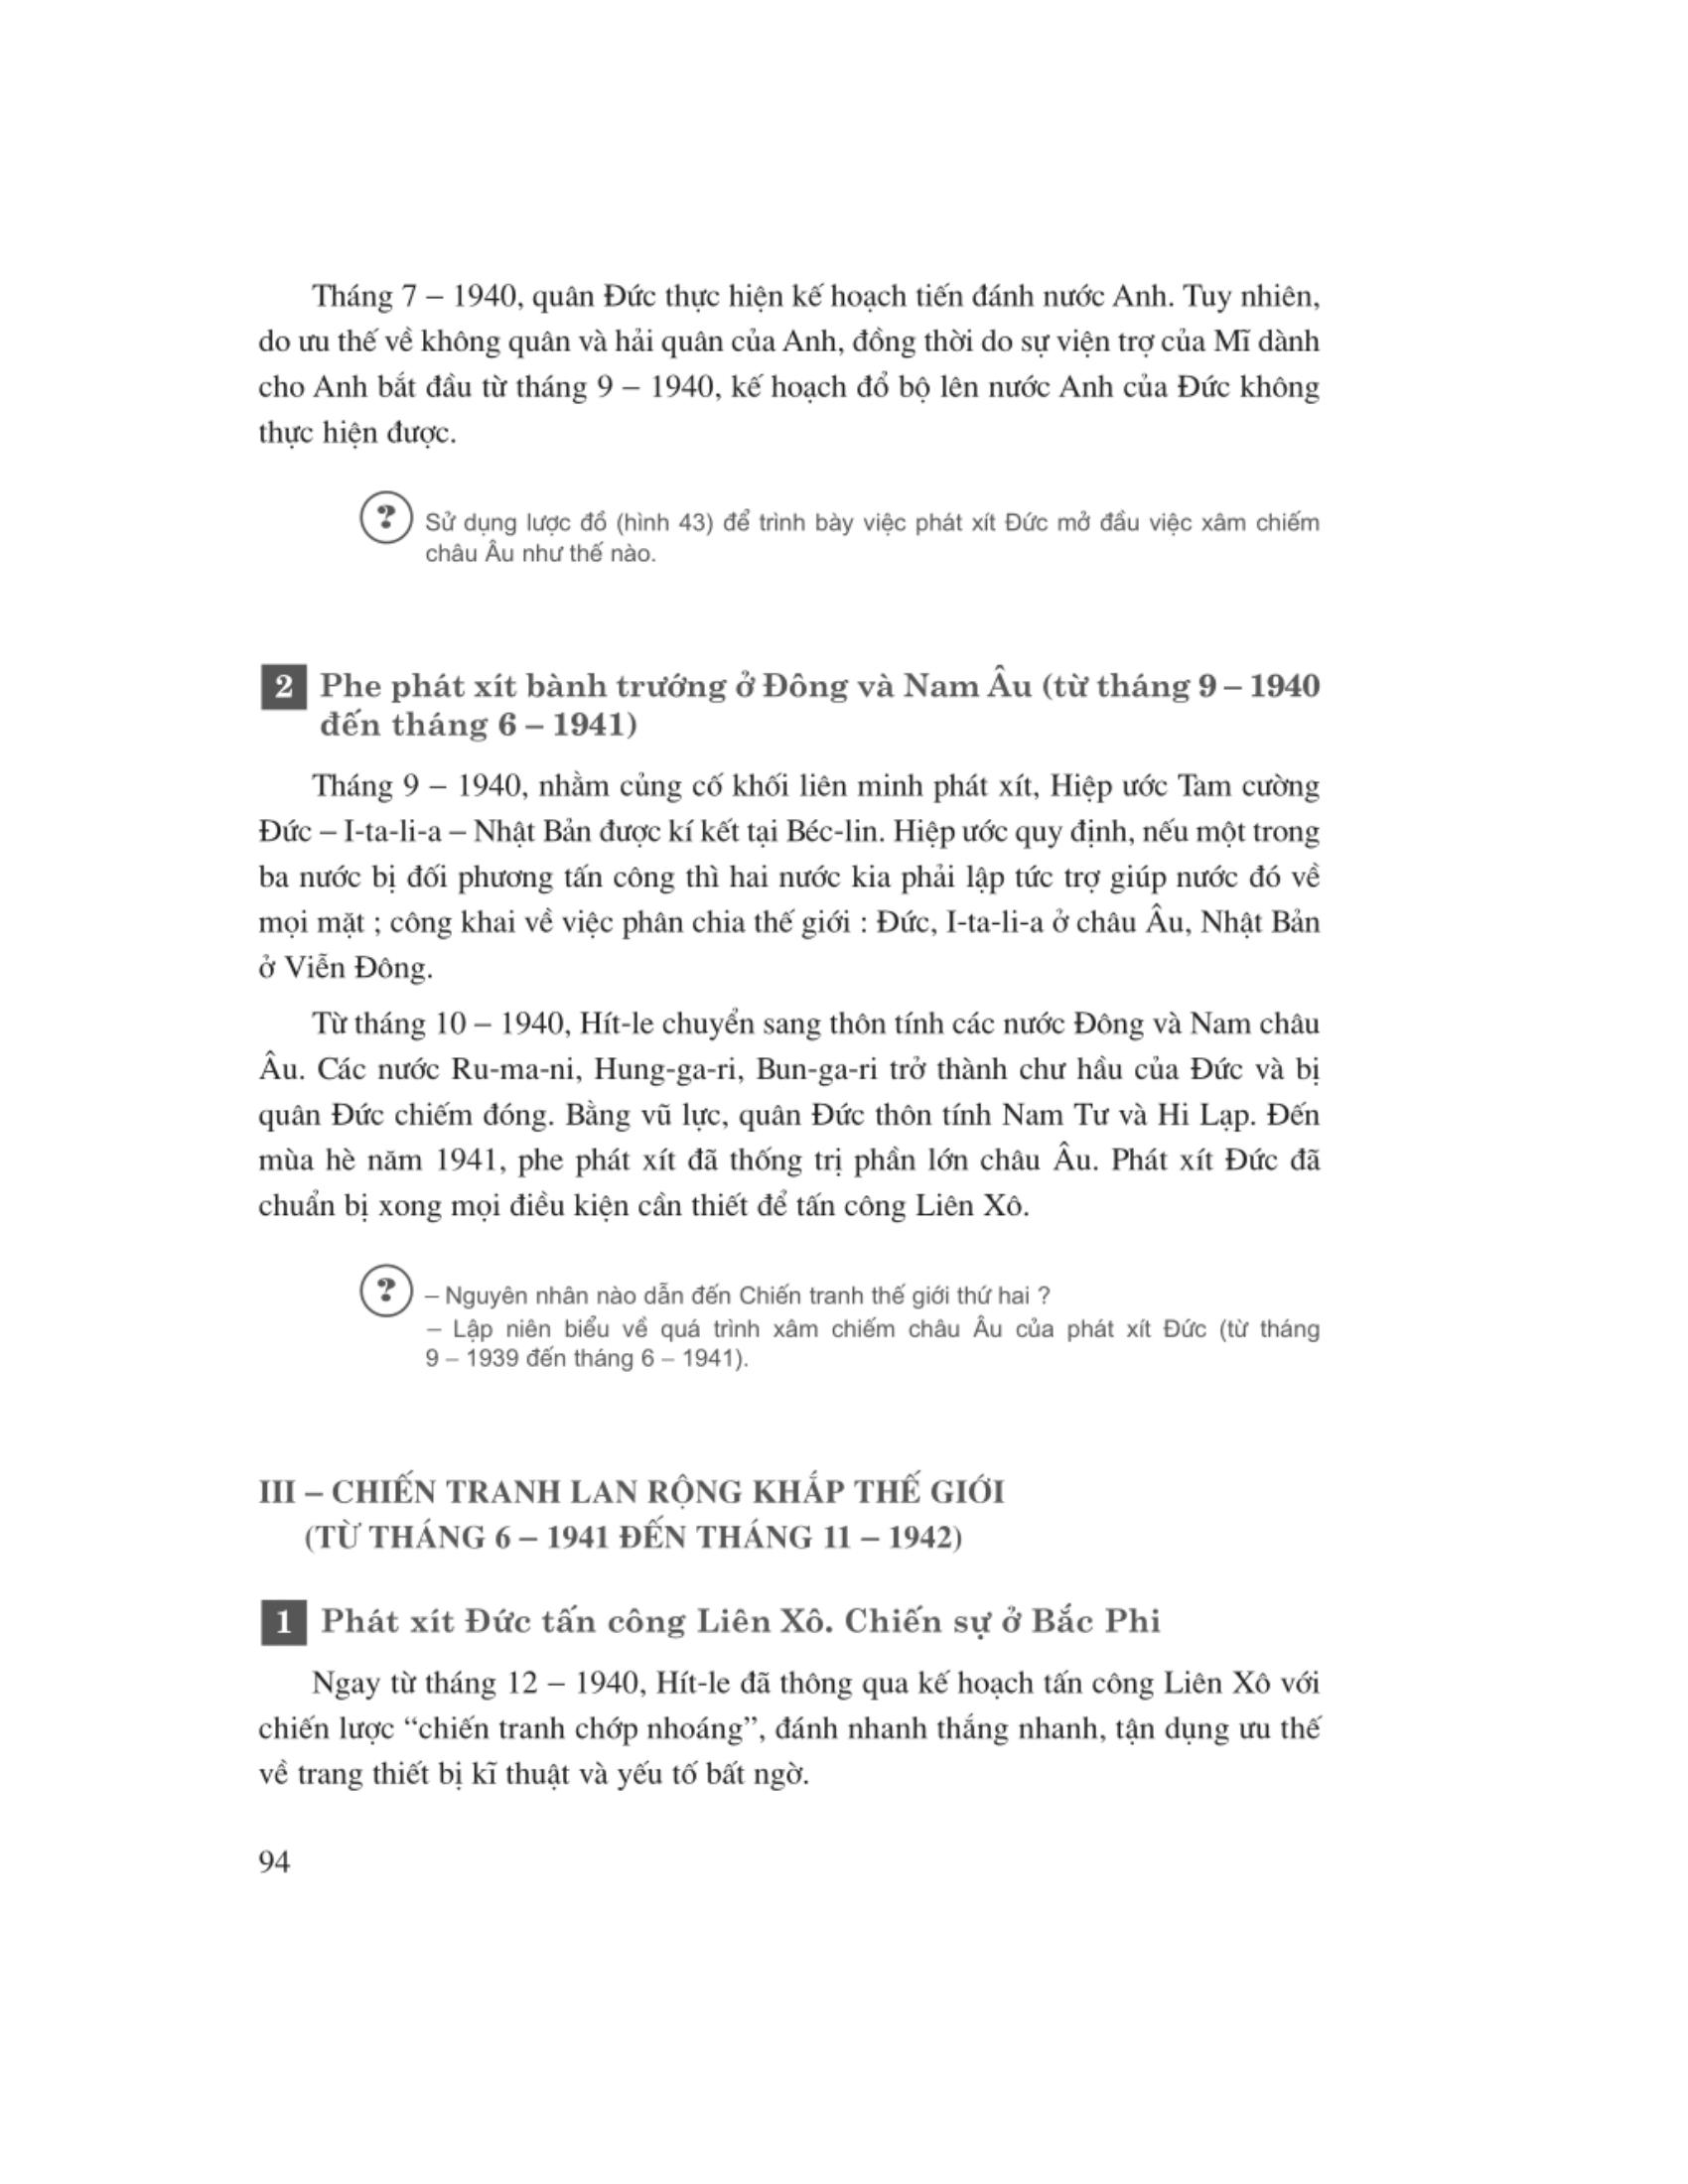 Tháng 7 – 1940, quân Đức thực hiện kế hoạch tiến đánh nước Anh. Tuy nhiên,
do ưu thế về không quân và hải quân của Anh, đồng thời do sự viện trợ của Mĩ dành
cho Anh bắt đầu từ tháng 9 – 1940, kế hoạch đổ bộ lên nước Anh của Đức không
thực hiện được.
? Sử dụng lược đồ (hình 43) để trình bày việc phát xít Đức mở đầu việc xâm chiếm
châu Âu như thế nào.
2 Phe phát xít bành trướng ở Đông và Nam Âu (từ tháng 9 – 1940
đến tháng 6 – 1941)
Tháng 9 – 1940, nhằm củng cố khối liên minh phát xít, Hiệp ước Tam cường
Đức – I-ta-li-a – Nhật Bản được kí kết tại Béc-lin. Hiệp ước quy định, nếu một trong
ba nước bị đối phương tấn công thì hai nước kia phải lập tức trợ giúp nước đó về
mọi mặt ; công khai về việc phân chia thế giới : Đức, I-ta-li-a ở châu Âu, Nhật Bản
ở Viễn Đông.
Từ tháng 10 – 1940, Hít-le chuyển sang thôn tính các nước Đông và Nam châu
Âu. Các nước Ru-ma-ni, Hung-ga-ri, Bun-ga-ri trở thành chư hầu của Đức và bị
quân Đức chiếm đóng. Bằng vũ lực, quân Đức thôn tính Nam Tư và Hi Lạp. Đến
mùa hè năm 1941, phe phát xít đã thống trị phần lớn châu Âu. Phát xít Đức đã
chuẩn bị xong mọi điều kiện cần thiết để tấn công Liên Xô.
? – Nguyên nhân nào dẫn đến Chiến tranh thế giới thứ hai ?
– Lập niên biểu về quá trình xâm chiếm châu Âu của phát xít Đức (từ tháng
9 – 1939 đến tháng 6 – 1941).
III – CHIẾN TRANH LAN RỘNG KHẮP THẾ GIỚI
(TỪ THÁNG 6 – 1941 ĐẾN THÁNG 11 – 1942)
1 Phát xít Đức tấn công Liên Xô. Chiến sự ở Bắc Phi
Ngay từ tháng 12 – 1940, Hít-le đã thông qua kế hoạch tấn công Liên Xô với
chiến lược “chiến tranh chớp nhoáng”, đánh nhanh thắng nhanh, tận dụng ưu thế
về trang thiết bị kĩ thuật và yếu tố bất ngờ.
94